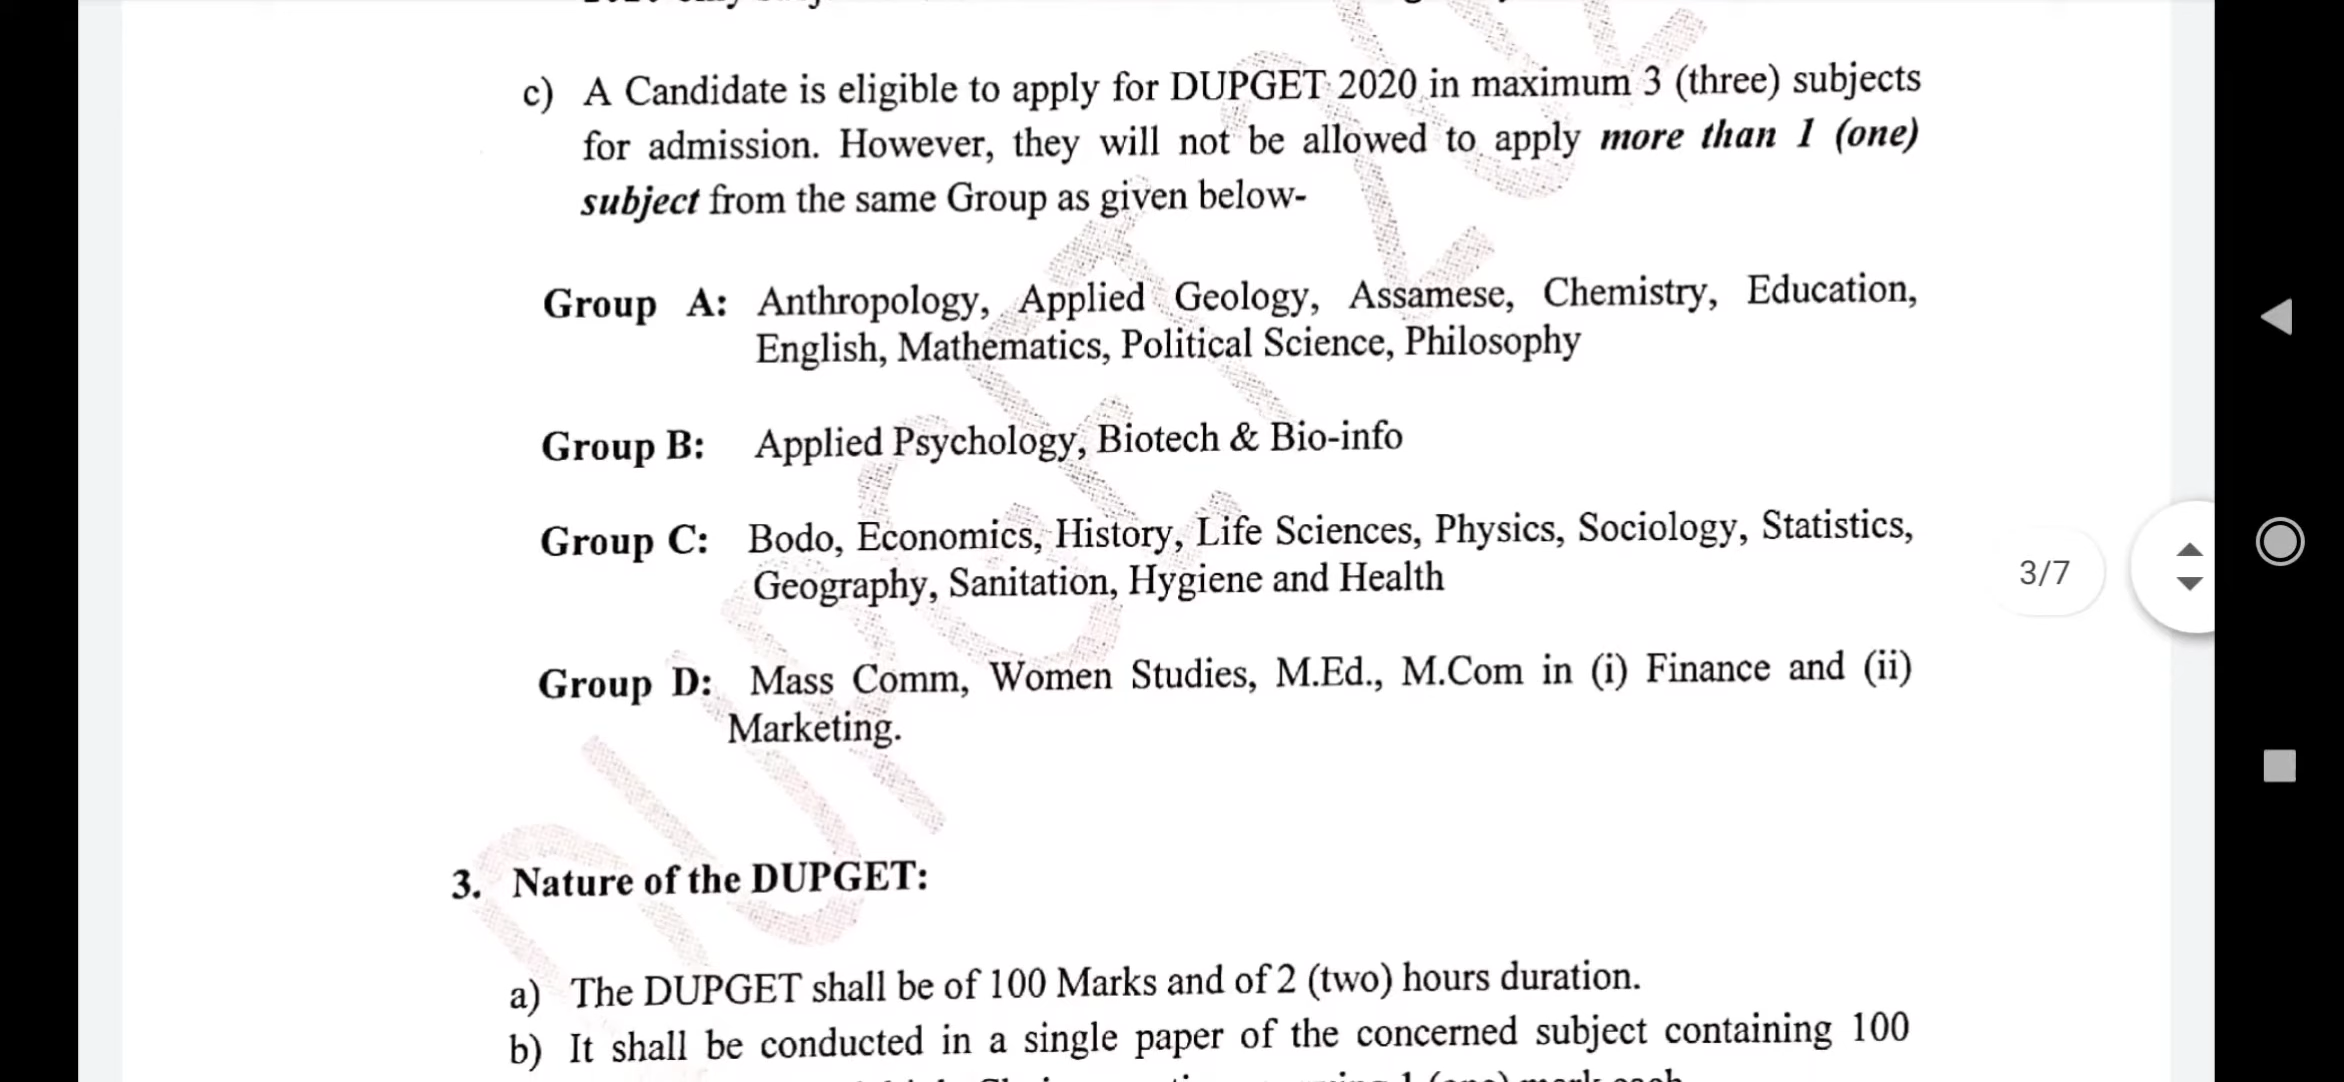 c) A Candidate is eligible to apply for DUPGET 2020 in maximum 3 (three) subjects
for admission. However, they will not be allowed to apply more than 1 (one)
subject from the same Group as given below-
Group A: Anthropology, Applied Geology, Assamese, Chemistry, Education,
English, Mathematics, Political Science, Philosophy
Group B: Applied Psychology, Biotech & Bio-info
Group C: Bodo, Economics, History, Life Sciences, Physics, Sociology, Statistics,
Geography, Sanitation, Hygiene and Health
3/7
Group D: Mass Comm, Women Studies, M.Ed., M.Com in (i) Finance and (ii)
Marketing.
3. Nature of the DUPGET:
a) The DUPGET shall be of 100 Marks and of 2 (two) hours duration.
b) It shall be conducted in a single paper of the concerned subject containing 100